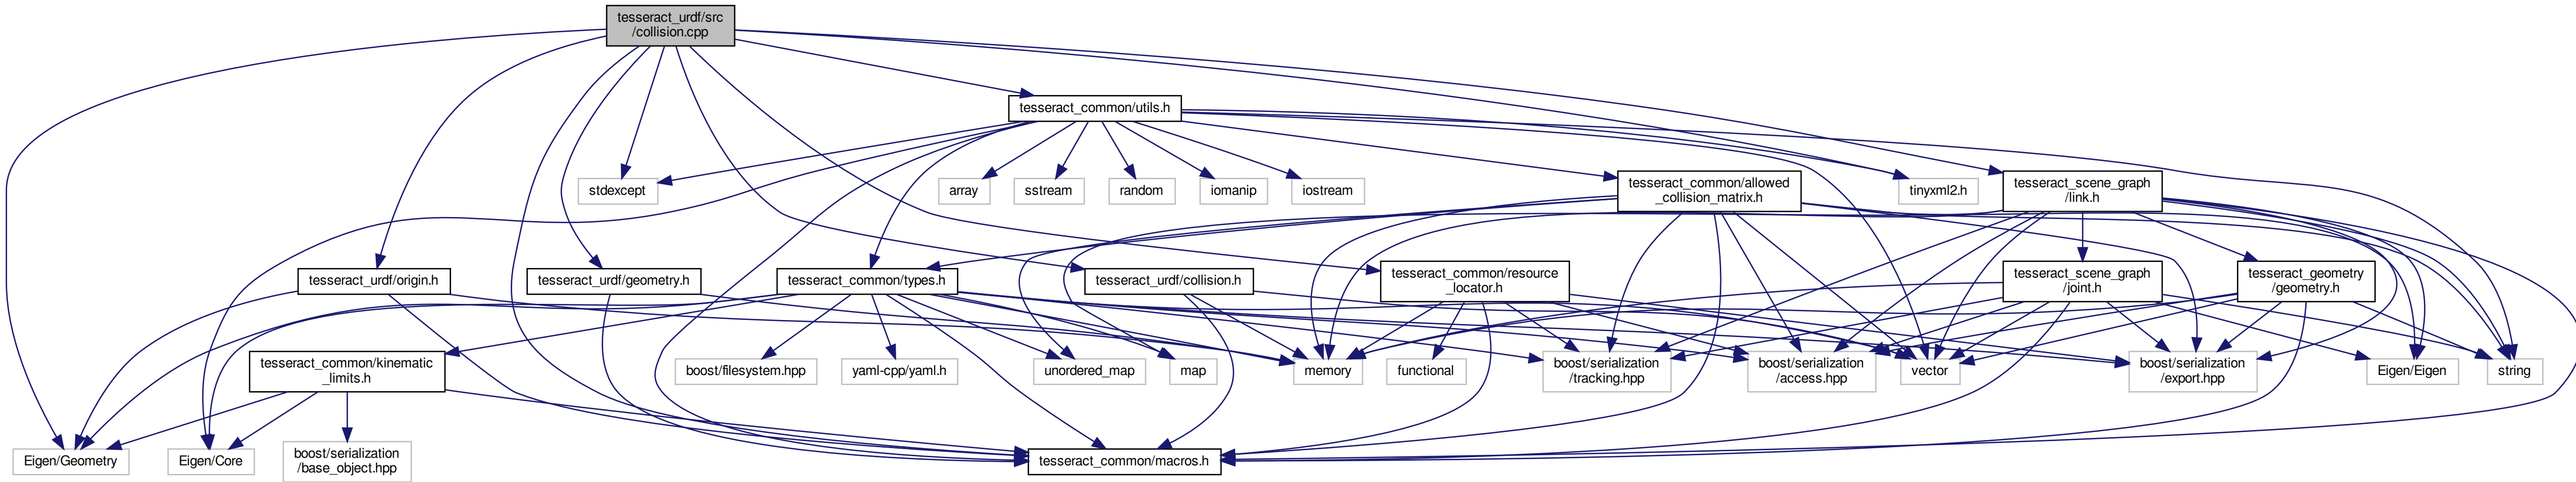 tesseract_urdf/src
/collision.cpp
tesseract_common/utils.h
stdexcept
array
sstream
random
iomanip
iostream
tesseract_common/allowed
_collision_matrix.h
tinyxml2.h
tesseract_scene_graph
/link.h
tesseract_urdf/origin.h
tesseract_urdf/geometry.h
tesseract_common/types.h
tesseract_urdf/collision.h
tesseract_common/resource
_locator.h
tesseract_scene_graph
/joint.h
tesseract_geometry
/geometry.h
tesseract_common/kinematic
_limits.h
boost/filesystem.hpp
yaml-cpp/yaml.h
unordered_map
map
memory
functional
boost/serialization
/tracking.hpp
boost/serialization
/access.hpp
vector
boost/serialization
/export.hpp
Eigen/Eigen
string
Eigen/Geometry
Eigen/Core
boost/serialization
/base_object.hpp
tesseract_common/macros.h